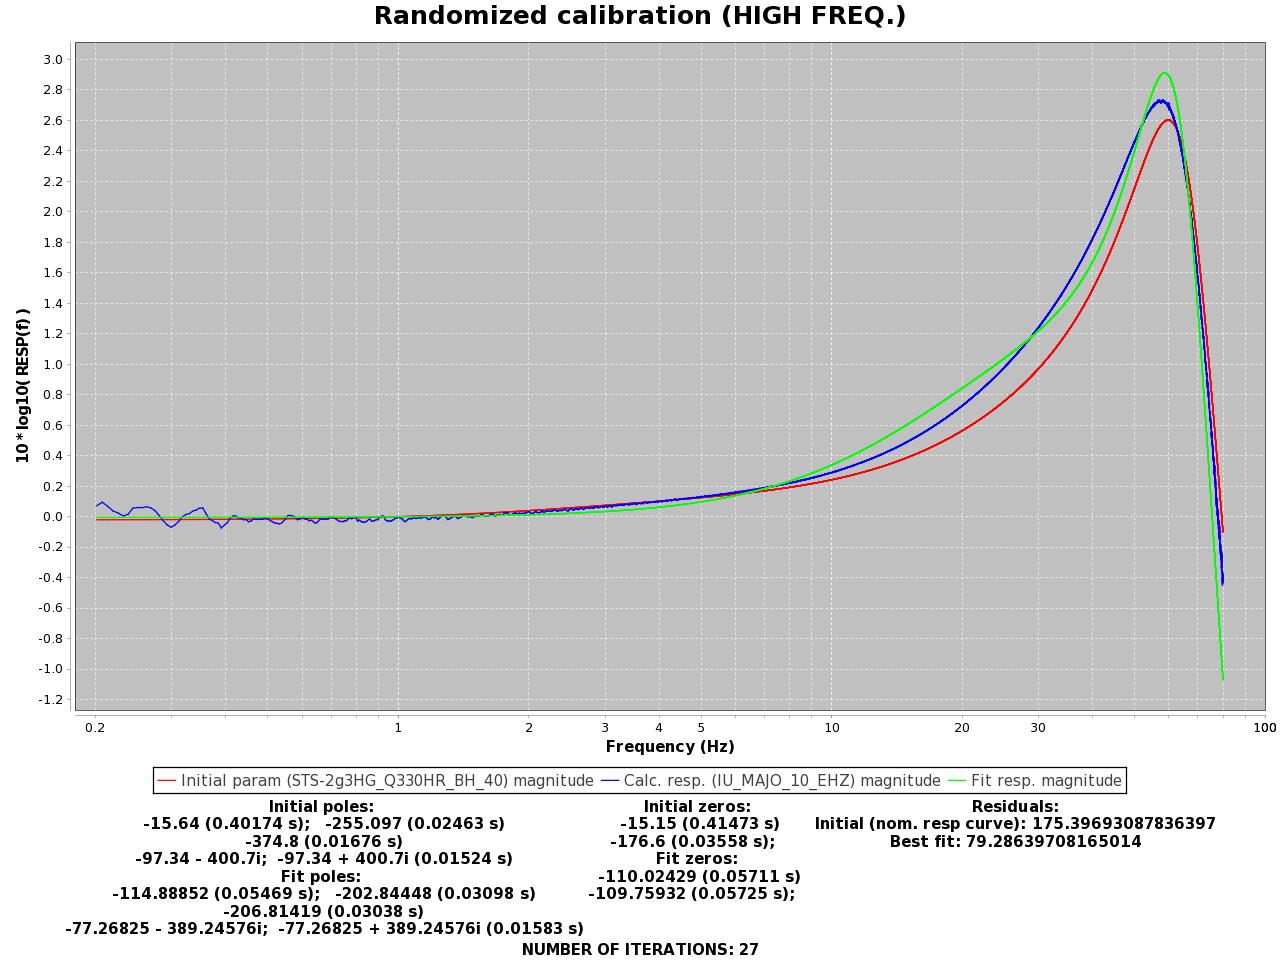 Randomized calibration (HIGH FREQ.)
10 * log10( RESP(f) )
3.0
2.8
2.6
2.4
2.2
2.0
1.8
1.6
1.4
1.2
1.0
0.8
0.6
0.4
0.2
0.0
-0.2
-0.4
-0.6
-0.8
-1.0
-1.2
0.2 1 2 3 4 5 10 20 30 100
Frequency (Hz)
Initial param (STS-2g3HG_Q330HR_BH_40) magnitude Calc. resp. (IU_MAJO_10_EHZ) magnitude Fit resp. magnitude
Initial poles:
-15.64 (0.40174 s); -255.097 (0.02463 s)
-374.8 (0.01676 s)
-97.34 - 400.7i; -97.34 + 400.7i (0.01524 s)
Fit poles:
-114.88852 (0.05469 s); -202.84448 (0.03098 s)
-206.81419 (0.03038 s)
-77.26825 - 389.24576i; -77.26825 + 389.24576i (0.01583 s)
Initial zeros:
-15.15 (0.41473 s)
-176.6 (0.03558 s);
Fit zeros:
-110.02429 (0.05711 s)
-109.75932 (0.05725 s);
Residuals:
Initial (nom. resp curve): 175.39693087836397
Best fit: 79.28639708165014
NUMBER OF ITERATIONS: 27